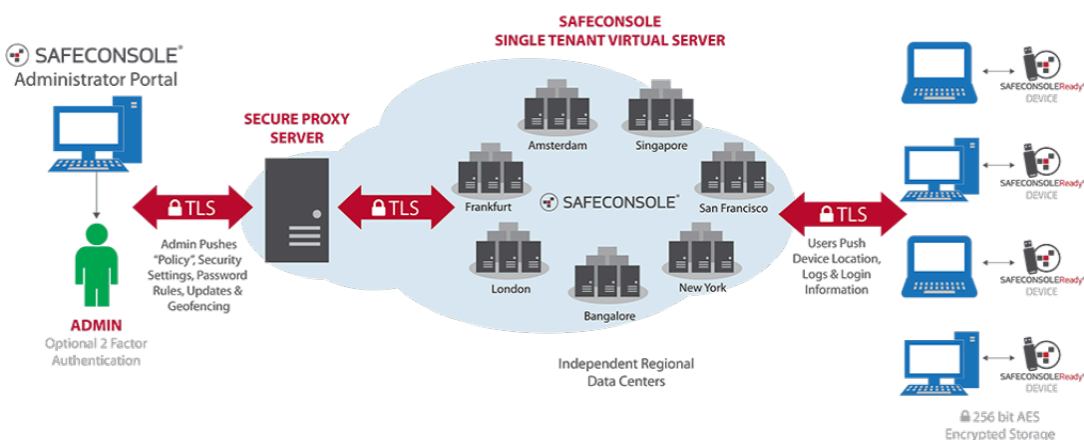 SAFECONSOLE®
Administrator Portal
ADMIN
Optional 2 Factor
Authentication
TLS
Admin Pushes
"Policy", Security
Settings, Password
Rules, Updates &
Geofencing
SECURE PROXY
SERVER
TLS
SAFECONSOLE
SINGLE TENANT VIRTUAL SERVER
Amsterdam
Singapore
Frankfurt
SAFECONSOLE®
San Francisco
London
Bangalore
New York
Independent Regional
Data Centers
TLS
Users Push
Device Location,
Logs & Login
Information
SAFECONSOLEReady®
DEVICE
SAFECONSOLEReady®
DEVICE
SAFECONSOLEReady®
DEVICE
SAFECONSOLEReady®
DEVICE
256 bit AES
Encrypted Storage